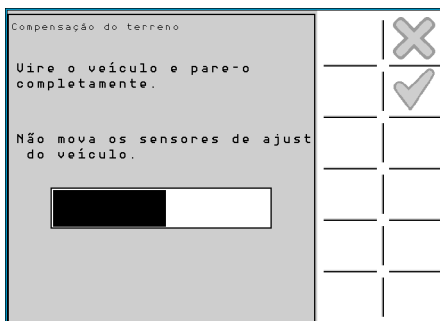 Compensação do terreno
Vire o veículo e pare-o
completamente.
Não mova os sensores de ajust
do veículo.